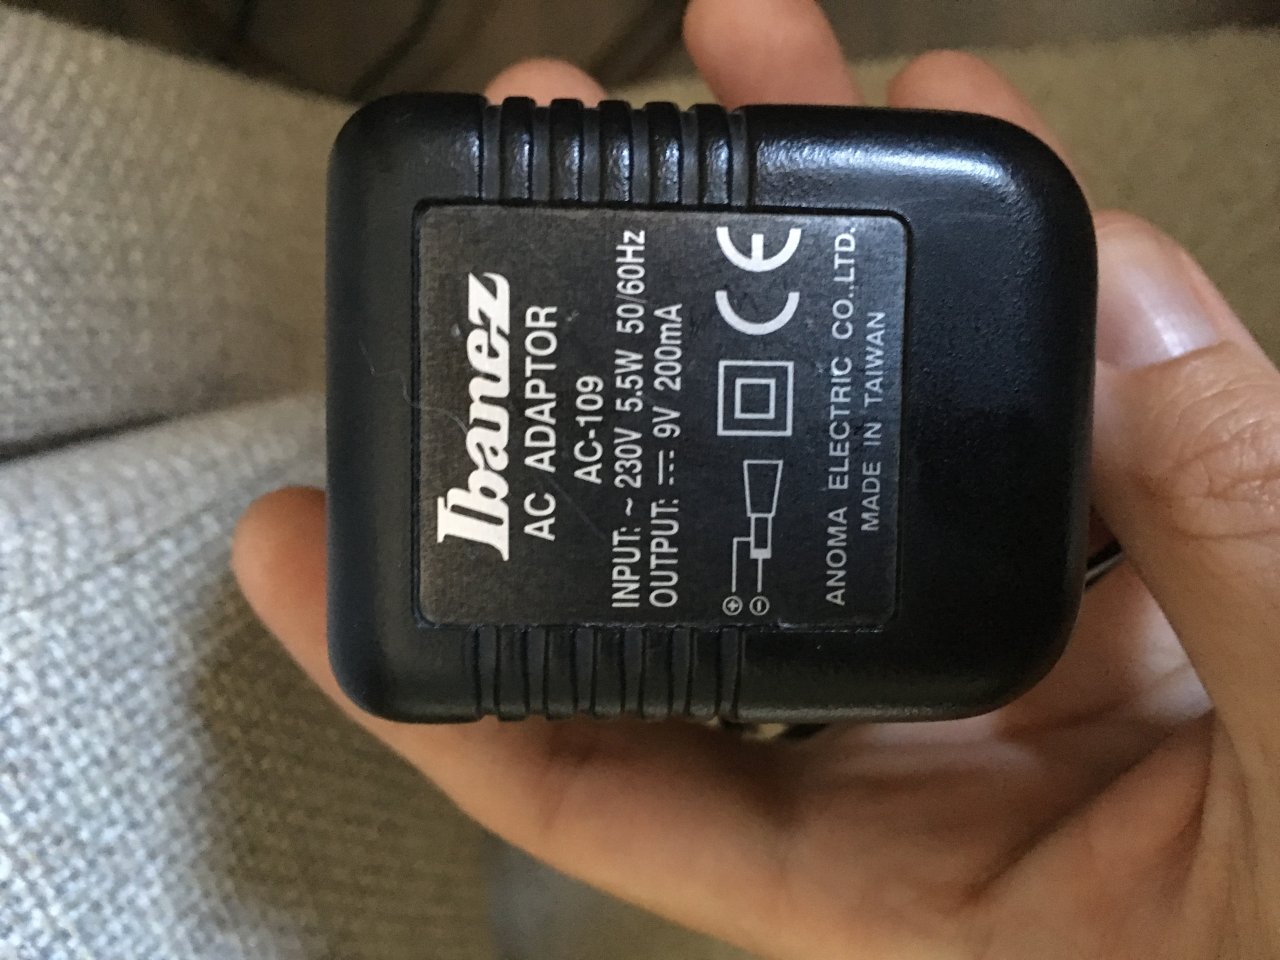 Ibanez
AC ADAPTOR
AC-109
INPUT: ~ 230V 5.5W 50/60Hz
OUTPUT: ⎓ 9V 200mA
⊕
⊖
CE
ANOMA ELECTRIC CO.,LTD.
MADE IN TAIWAN